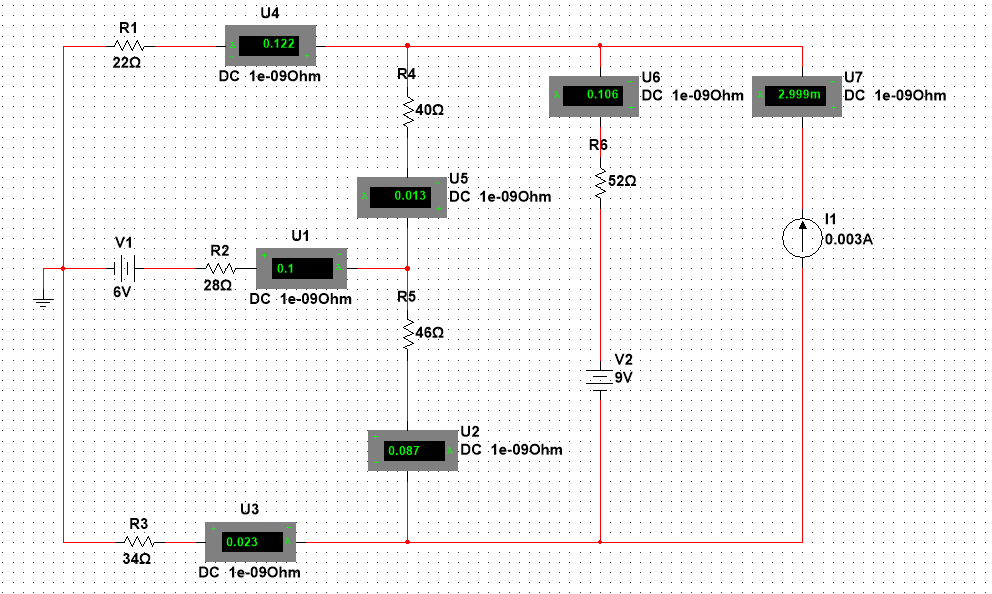 U4
R1
0.122
22Ω
DC 1e-09Ohm
R4
40Ω
U6
0.106
DC 1e-09Ohm
U7
2.999m
DC 1e-09Ohm
R6
52Ω
U5
0.013
DC 1e-09Ohm
I1
0.003A
V1
6V
R2
28Ω
U1
0.1
DC 1e-09Ohm
R5
46Ω
V2
9V
U2
0.087
DC 1e-09Ohm
U3
R3
0.023
34Ω
DC 1e-09Ohm